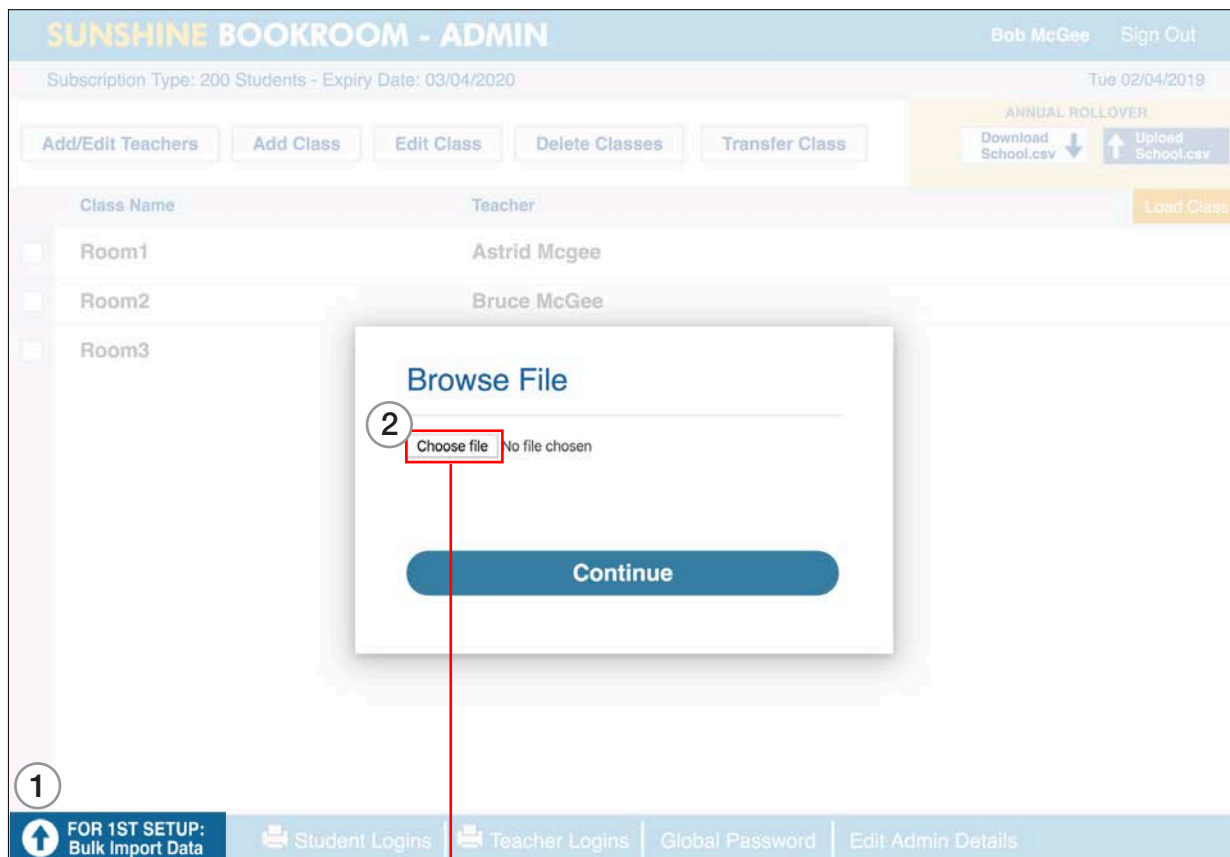 SUNSHINE BOOKROOM - ADMIN
Bob McGee Sign Out
Subscription Type: 200 Students - Expiry Date: 03/04/2020
Tue 02/04/2019
ANNUAL ROLLOVER
Add/Edit Teachers Add Class Edit Class Delete Classes Transfer Class
Download
School.csv
Upload
School.csv
Class Name Teacher Load Class
Room1 Astrid Mcgee
Room2 Bruce McGee
Room3
Browse File
2
Choose file No file chosen
Continue
1
FOR 1ST SETUP:
Bulk Import Data
Student Logins Teacher Logins Global Password Edit Admin Details